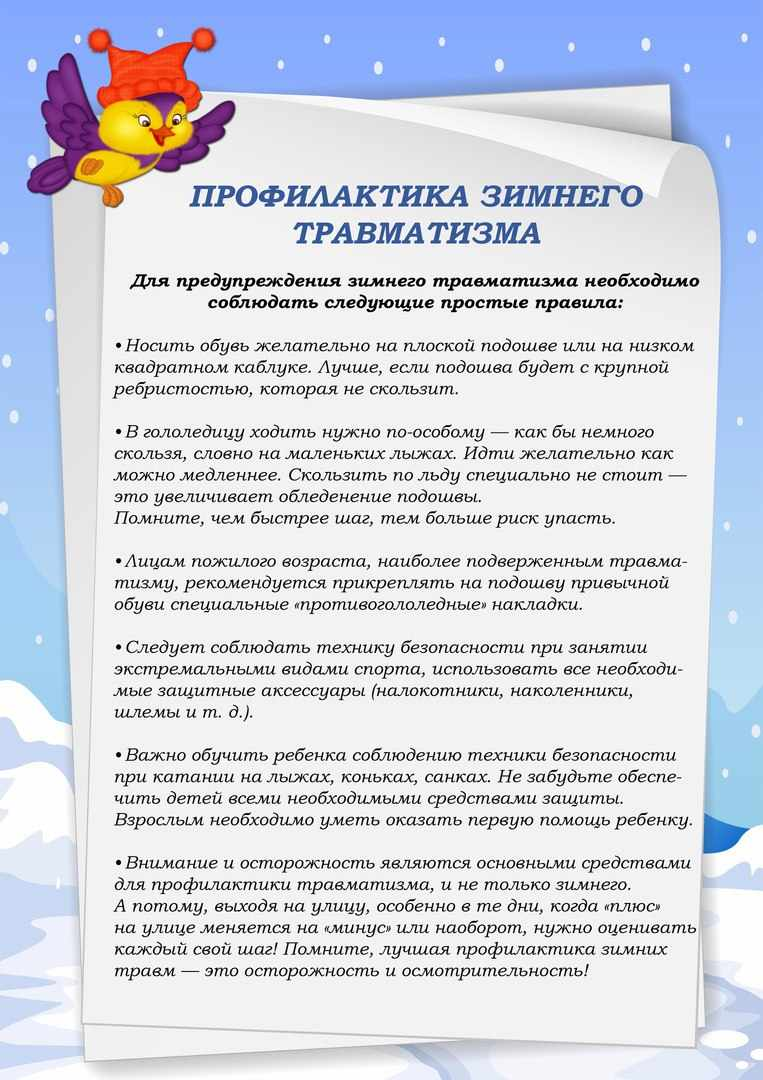 ПРОФИЛАКТИКА ЗИМНЕГО
ТРАВМАТИЗМА
Для предупреждения зимнего травматизма необходимо
соблюдать следующие простые правила:
• Носить обувь желательно на плоской подошве или на низком
квадратном каблуке. Лучше, если подошва будет с крупной
ребристостью, которая не скользит.
• В гололедицу ходить нужно по-особому — как бы немного
скользя, словно на маленьких лыжах. Идти желательно как
можно медленнее. Скользить по льду специально не стоит —
это увеличивает обледенение подошвы.
Помните, чем быстрее шаг, тем больше риск упасть.
• Лицам пожилого возраста, наиболее подверженным травма-
тизму, рекомендуется прикреплять на подошву привычной
обуви специальные «противогололедные» накладки.
• Следует соблюдать технику безопасности при занятии
экстремальными видами спорта, использовать все необходи-
мые защитные аксессуары (налокотники, наколенники,
шлемы и т. д.).
• Важно обучить ребенка соблюдению техники безопасности
при катании на лыжах, коньках, санках. Не забудьте обеспе-
чить детей всеми необходимыми средствами защиты.
Взрослым необходимо уметь оказать первую помощь ребенку.
• Внимание и осторожность являются основными средствами
для профилактики травматизма, и не только зимнего.
А потому, выходя на улицу, особенно в те дни, когда «плюс»
на улице меняется на «минус» или наоборот, нужно оценивать
каждый свой шаг! Помните, лучшая профилактика зимних
травм — это осторожность и осмотрительность!